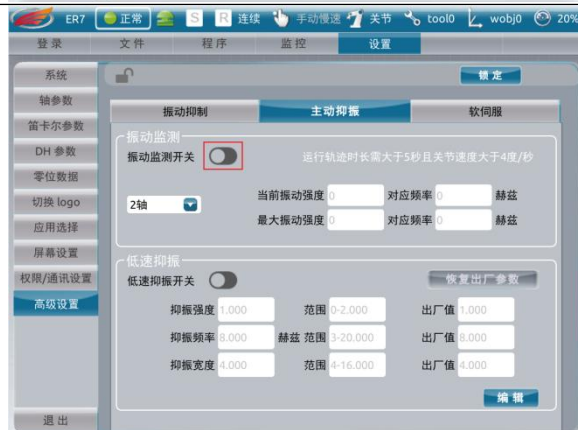 ER7 正常 S R 连续 手动慢速 关节 tool0 wobj0 20%
登录 文件 程序 监控 设置
系统
轴参数
笛卡尔参数
DH 参数
零位数据
切换 logo
应用选择
屏幕设置
权限/通讯设置
高级设置
退出
锁定
振动抑制 主动抑振 软伺服
振动监测
振动监测开关 运行轨迹时长需大于5秒且关节速度大于4度/秒
2轴
当前振动强度 0 对应频率 0 赫兹
最大振动强度 0 对应频率 0 赫兹
低速抑振
低速抑振开关 恢复出厂参数
抑振强度 1.000 范围 0-2.000 出厂值 1.000
抑振频率 8.000 赫兹 范围 3-20.000 出厂值 8.000
抑振宽度 4.000 范围 4-16.000 出厂值 4.000
编辑